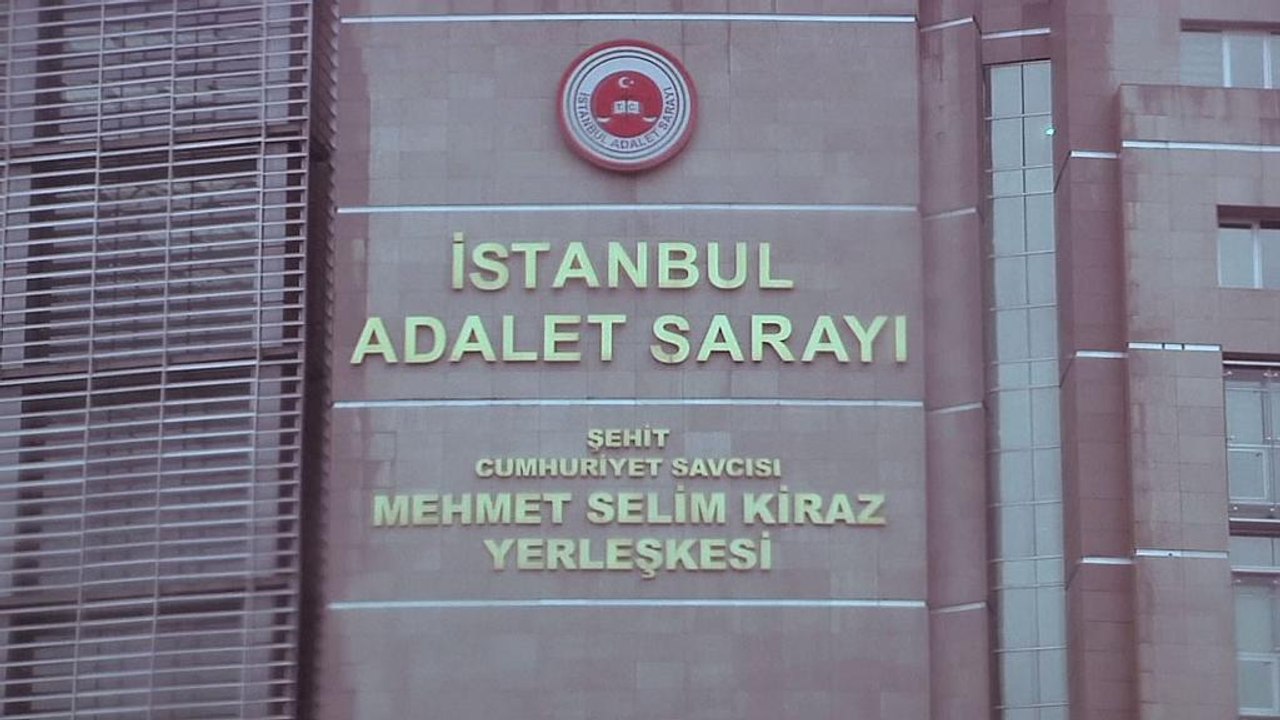 T.C.
İSTANBUL ADALET SARAYI
İSTANBUL
ADALET SARAYI
ŞEHİT
CUMHURİYET SAVCISI
MEHMET SELİM KİRAZ
YERLEŞKESİ